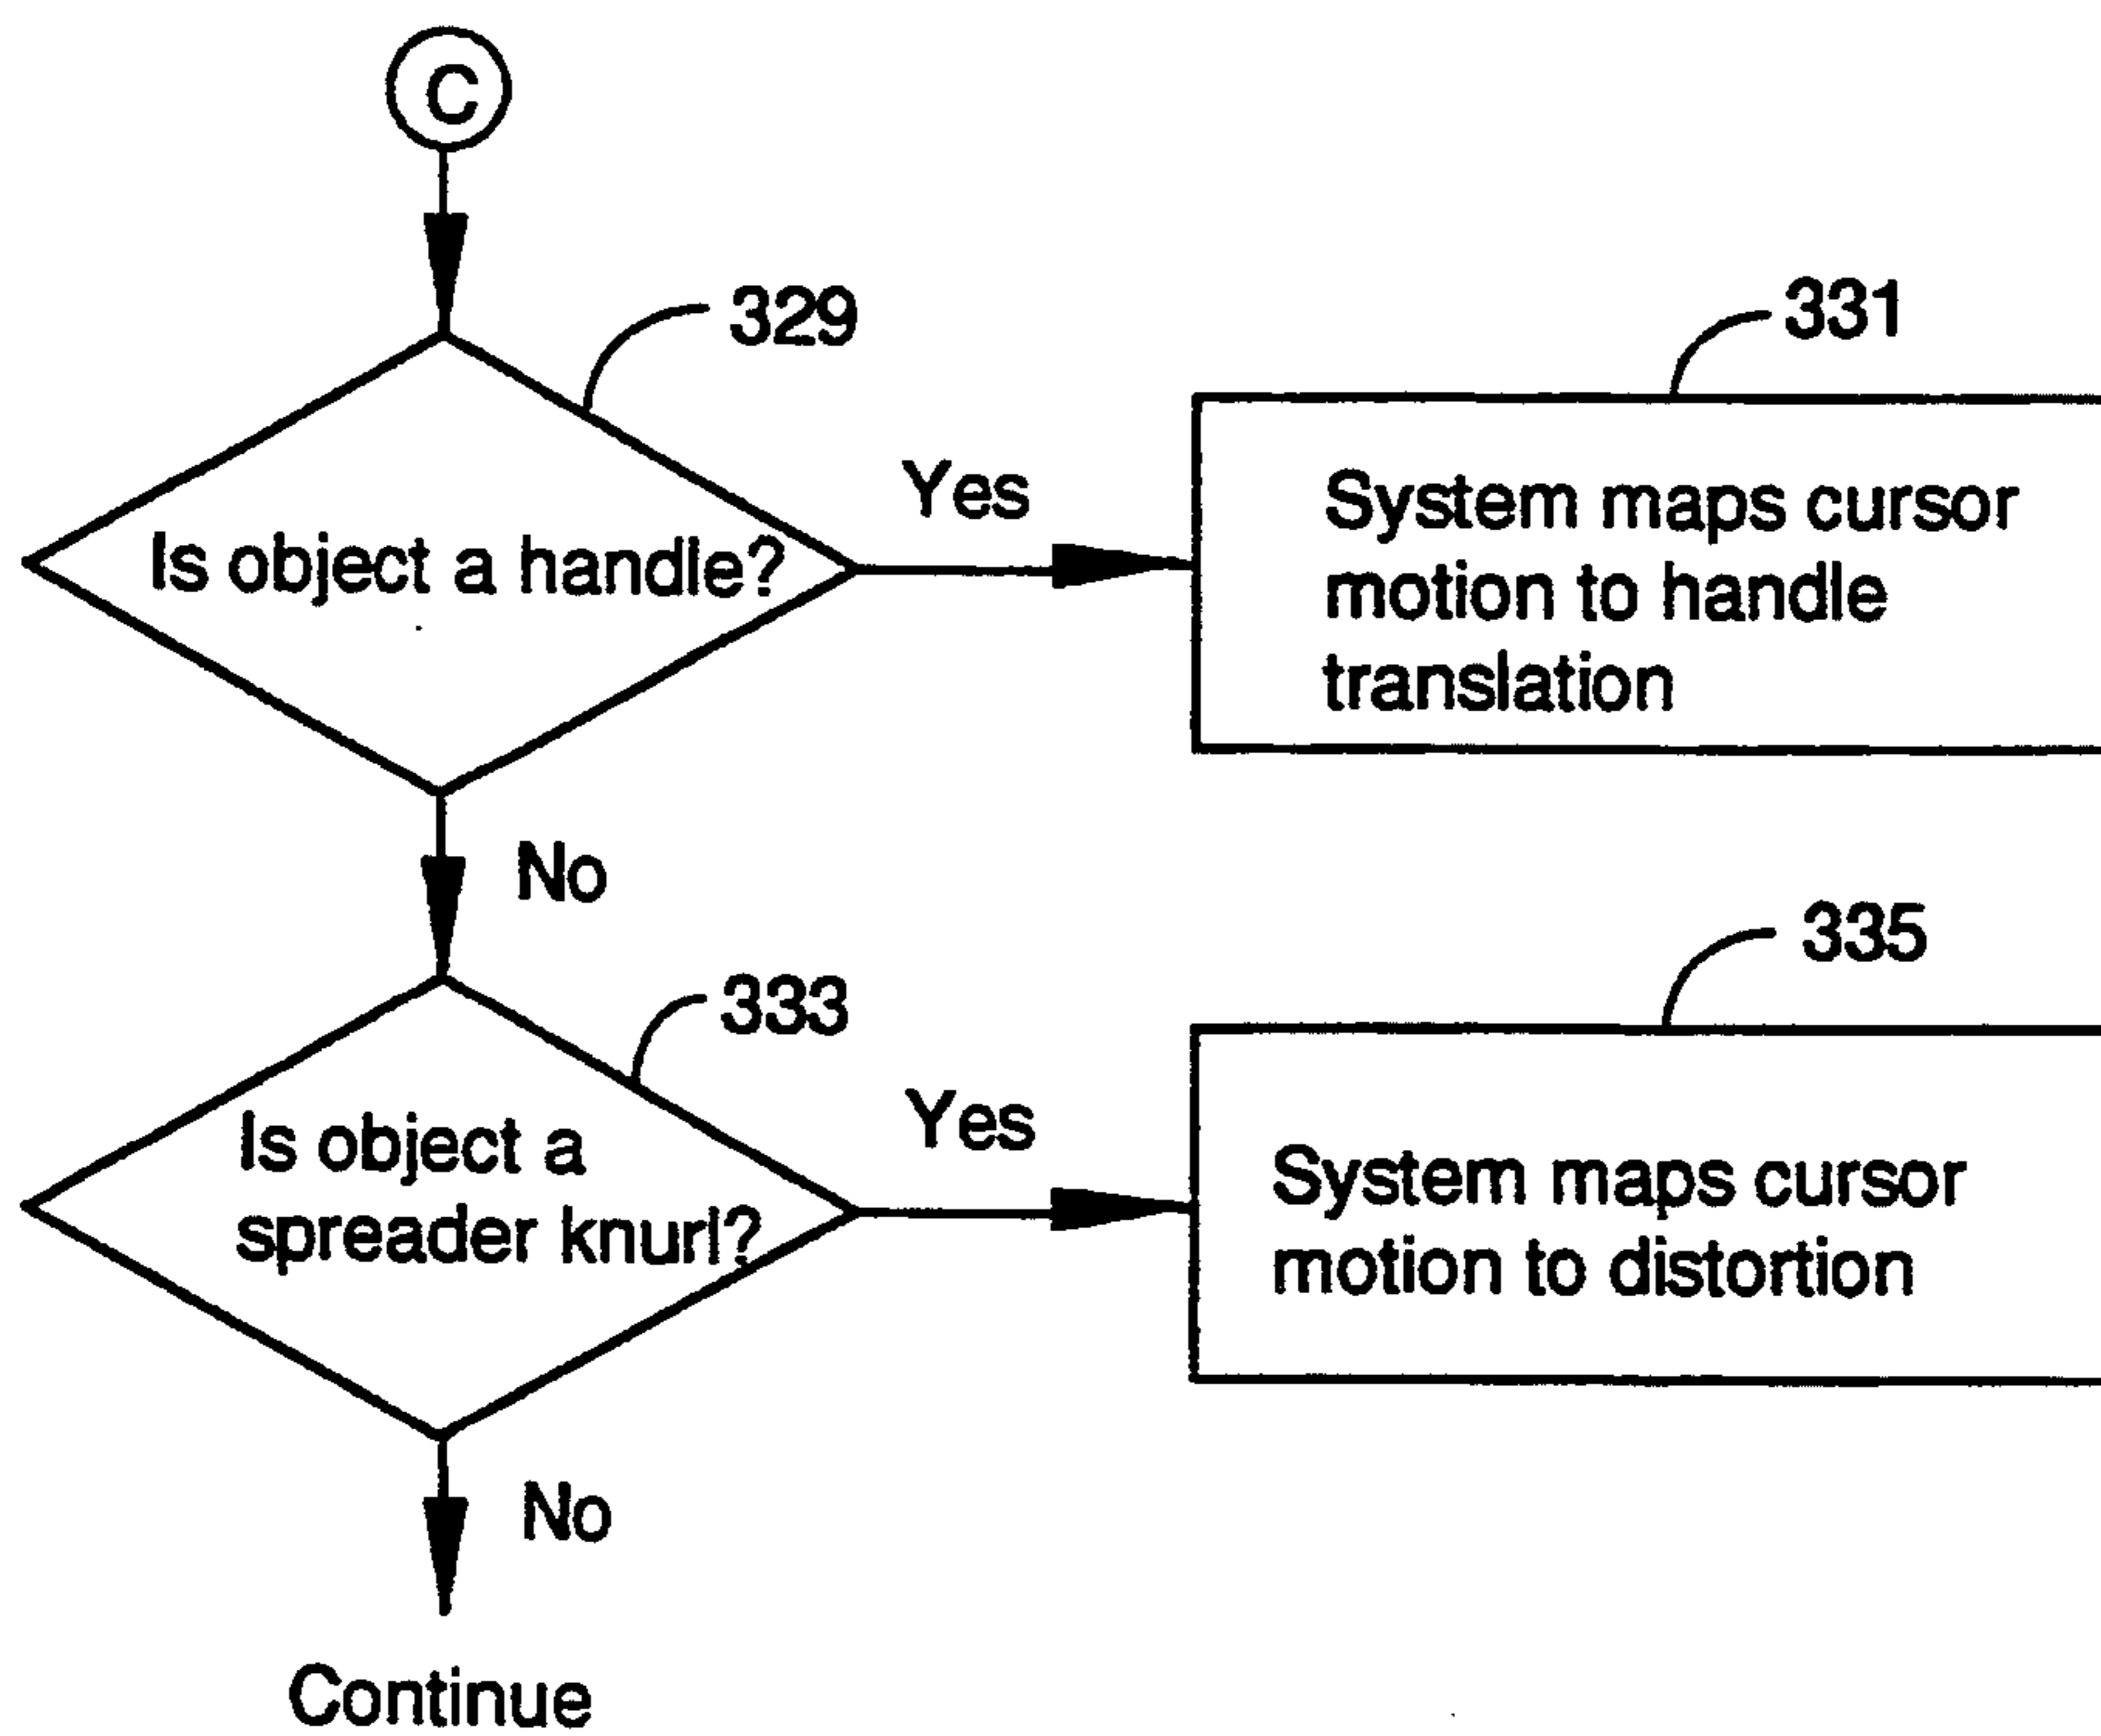 C
329
Is object a handle?
Yes
331
System maps cursor
motion to handle
translation
No
333
Is object a
spreader knurl?
Yes
335
System maps cursor
motion to distortion
No
Continue